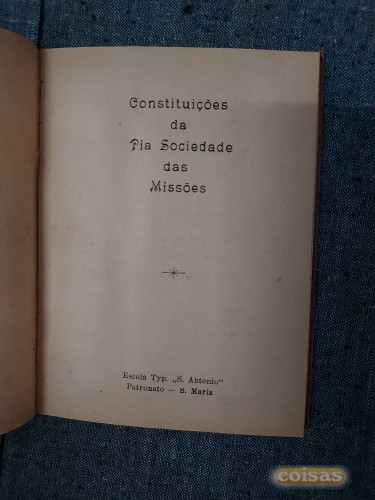 Constituições
da
Pia Sociedade
das
Missões
Escola Typ. „S. Antonio"
Patronato — S. Maria
coisas